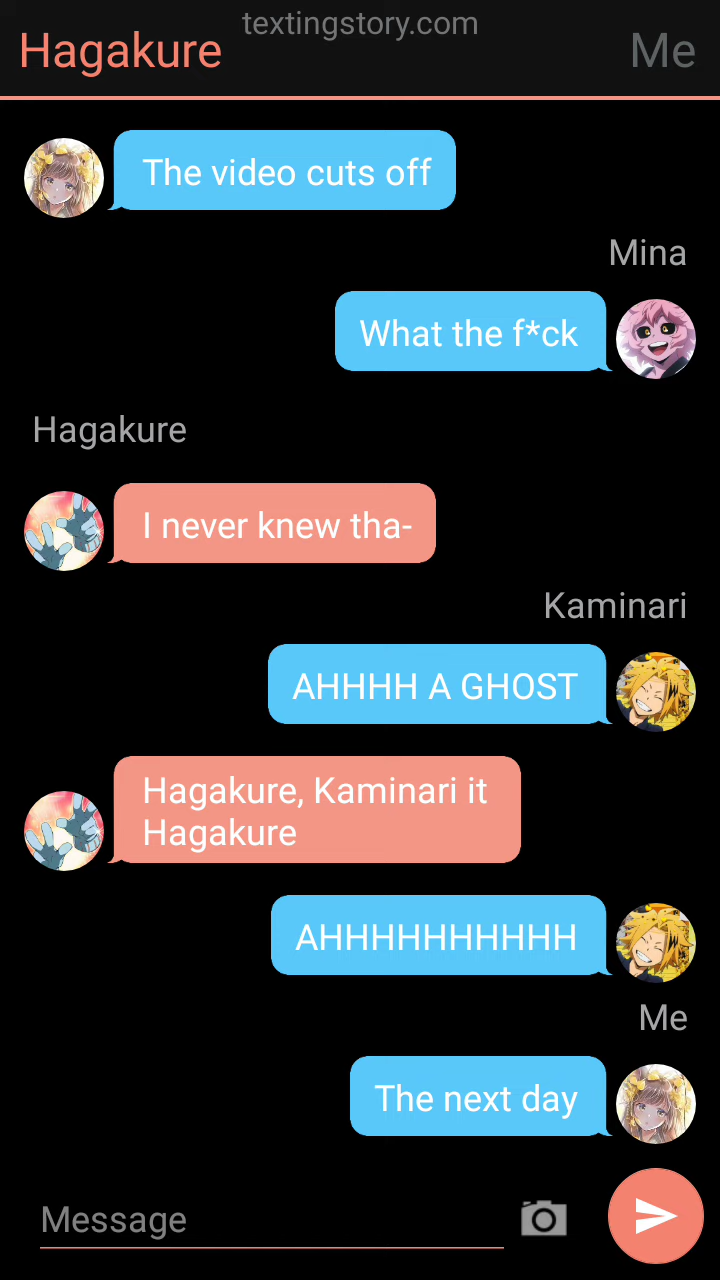 textingstory.com
Hagakure
Me
The video cuts off
Mina
What the f*ck
Hagakure
I never knew tha-
Kaminari
AHHHH A GHOST
Hagakure, Kaminari it
Hagakure
AHHHHHHHHHH
Me
The next day
Message